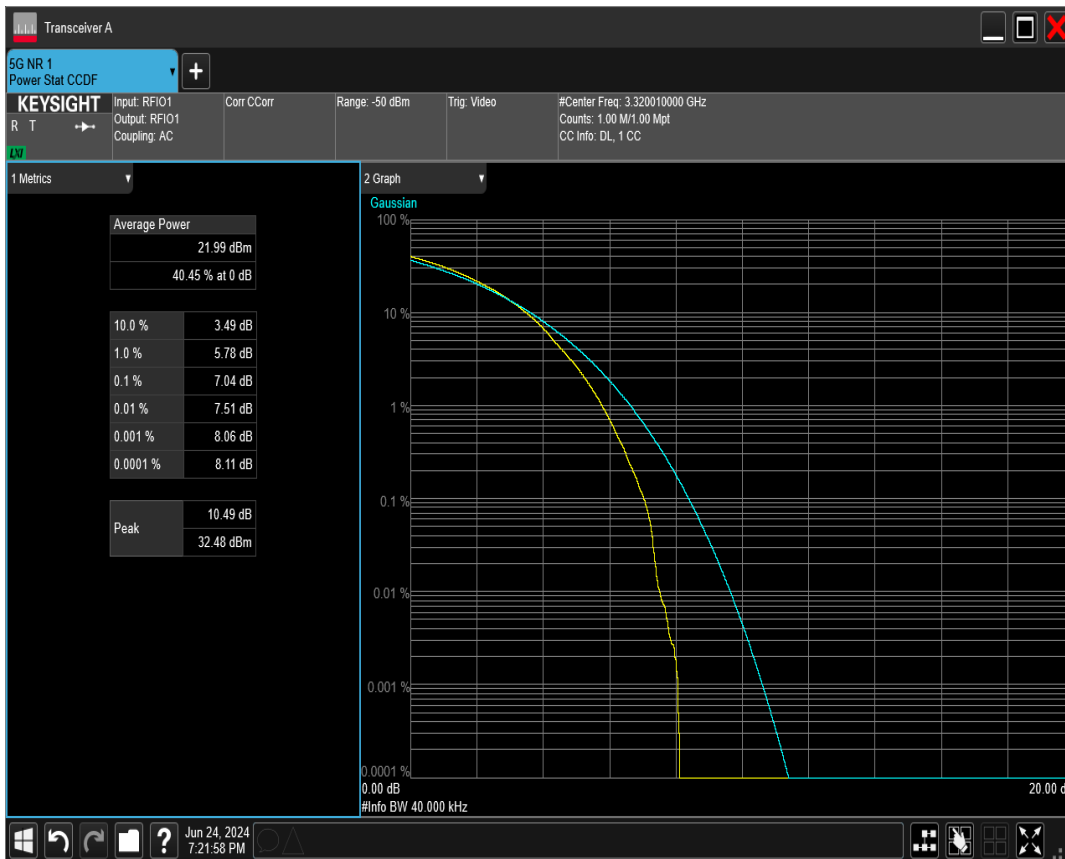 Transceiver A
5G NR 1
Power Stat CCDF
KEYSIGHT
R T
LXI
Input: RFIO1
Output: RFIO1
Coupling: AC
Corr CCorr
Range: -50 dBm
Trig: Video
#Center Freq: 3.320010000 GHz
Counts: 1.00 M/1.00 Mpt
CC Info: DL, 1 CC
1 Metrics
Average Power
21.99 dBm
40.45 % at 0 dB
10.0 % 3.49 dB
1.0 % 5.78 dB
0.1 % 7.04 dB
0.01 % 7.51 dB
0.001 % 8.06 dB
0.0001 % 8.11 dB
Peak
10.49 dB
32.48 dBm
2 Graph
Gaussian
100 %
10 %
1 %
0.1 %
0.01 %
0.001 %
0.0001 %
0.00 dB
20.00 d
#Info BW 40.000 kHz
?
Jun 24, 2024
7:21:58 PM